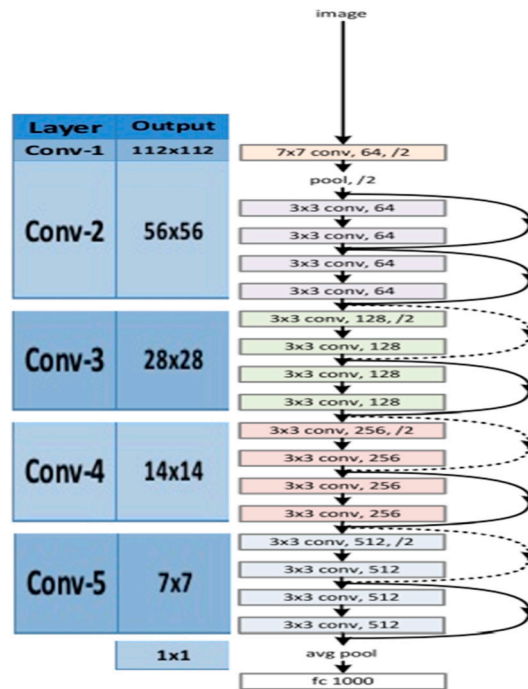 image
Layer Output
Conv-1 112x112
7x7 conv, 64, /2
pool, /2
Conv-2 56x56
3x3 conv, 64
3x3 conv, 64
3x3 conv, 64
3x3 conv, 64
Conv-3 28x28
3x3 conv, 128, /2
3x3 conv, 128
3x3 conv, 128
3x3 conv, 128
Conv-4 14x14
3x3 conv, 256, /2
3x3 conv, 256
3x3 conv, 256
3x3 conv, 256
Conv-5 7x7
3x3 conv, 512, /2
3x3 conv, 512
3x3 conv, 512
3x3 conv, 512
1x1
avg pool
fc 1000